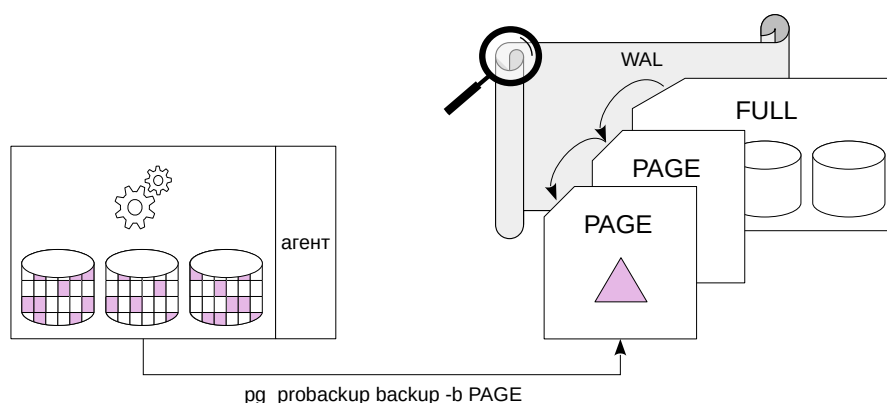 WAL
FULL
PAGE
PAGE
агент
pg_probackup backup -b PAGE